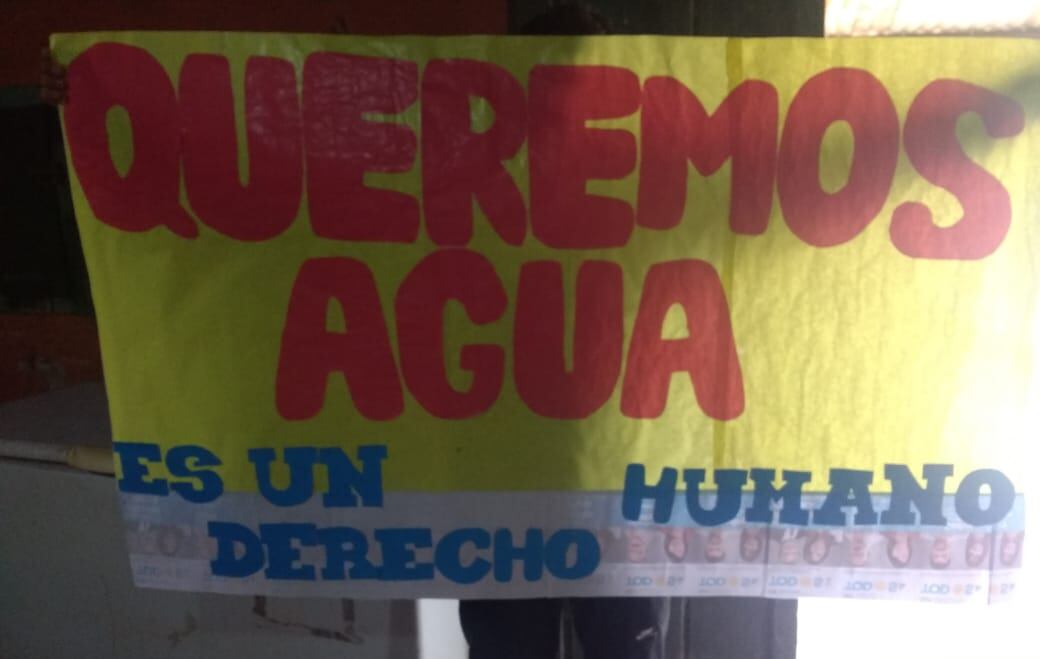 QUEREMOS
AGUA
ES UN HUMANO
DERECHO